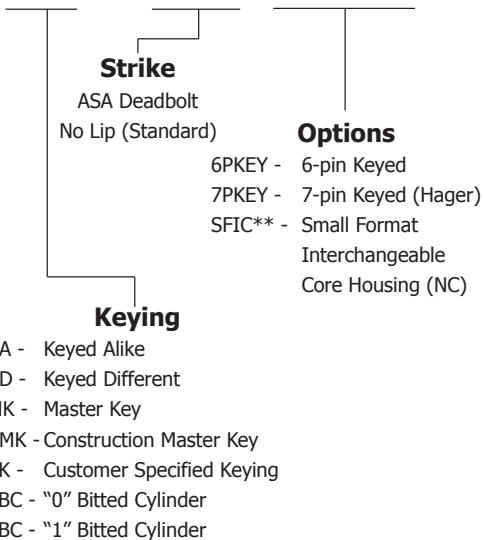 Strike
ASA Deadbolt
No Lip (Standard)
Options
6PKEY - 6-pin Keyed
7PKEY - 7-pin Keyed (Hager)
SFIC** - Small Format
Interchangeable
Core Housing (NC)
Keying
A - Keyed Alike
D - Keyed Different
K - Master Key
MK - Construction Master Key
K - Customer Specified Keying
BC - “0” Bitted Cylinder
BC - “1” Bitted Cylinder